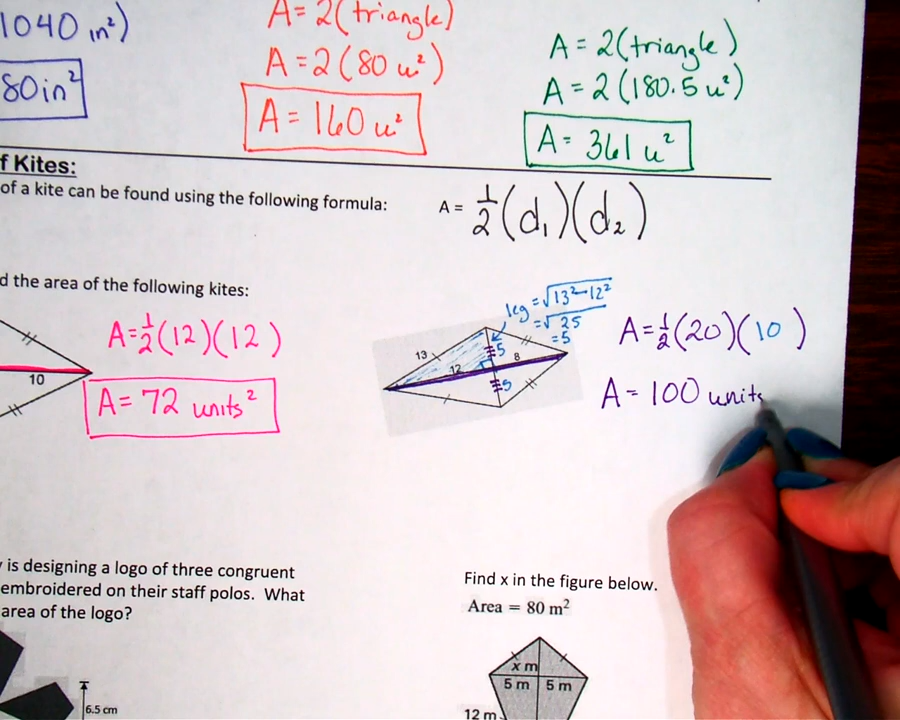 1040 in²)
80in²
A = 2(triangle)
A = 2(80 u²)
A = 160 u²
A = 2(triangle)
A = 2(180.5 u²)
A = 361 u²
f Kites:
of a kite can be found using the following formula: A = ½(d₁)(d₂)
d the area of the following kites:
10
A=½(12)(12)
A= 72 units²
leg = √13²-12²
= √25
= 5
13
12
5
8
5
A=½(20)(10)
A= 100 units
y is designing a logo of three congruent
embroidered on their staff polos. What
area of the logo?
6.5 cm
Find x in the figure below.
Area = 80 m²
x m
5 m 5 m
12 m